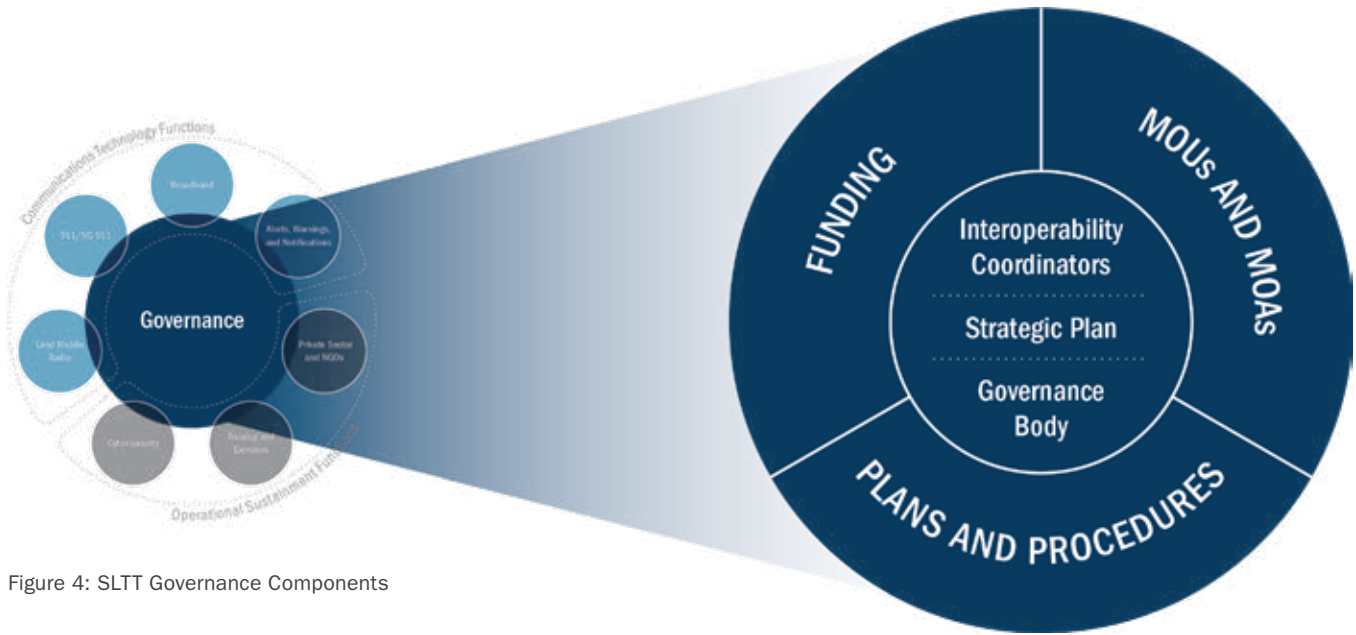 Communications Technology Functions
Broadband
911/NG 911
Alerts, Warnings,
and Notifications
Governance
Land Mobile
Radio
Private Sector
and NGOs
Cybersecurity
Training and
Exercises
Operational Sustainment Functions
FUNDING
MOUs AND MOAs
Interoperability
Coordinators
Strategic Plan
Governance
Body
PLANS AND PROCEDURES
Figure 4: SLTT Governance Components